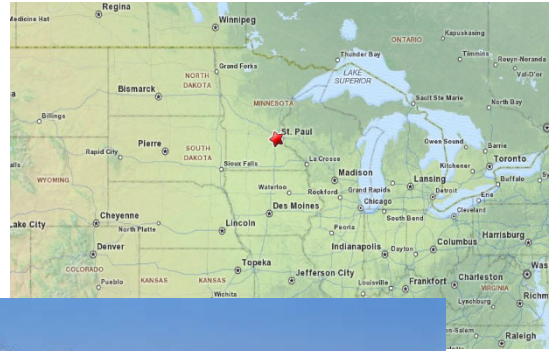 Regina
Medicine Hat
Winnipeg
Kapuskasing
ONTARIO
Timmins
Rouyn-Noranda
Val-D'or
Thunder Bay
Grand Forks
LAKE
SUPERIOR
NORTH
DAKOTA
Bismarck
MINNESOTA
Sault Ste Marie
North Bay
Billings
St. Paul
Pierre
SOUTH
DAKOTA
Rapid City
Owen Sound
Barrie
Toronto
Sioux Falls
La Crosse
Kitchener
WYOMING
Madison
Buffalo
Waterloo
Rockford
Grand Rapids
Lansing
Detroit
Erie
Chicago
Cheyenne
Des Moines
South Bend
Cleveland
Lake City
North Platte
Lincoln
Peoria
Harrisburg
Denver
Indianapolis
Dayton
Columbus
COLORADO
Topeka
Jefferson City
Pueblo
KANSAS
KANSAS
Louisville
Frankfort
Charleston
VIRGINIA
Wichita
Lynchburg
Raleigh